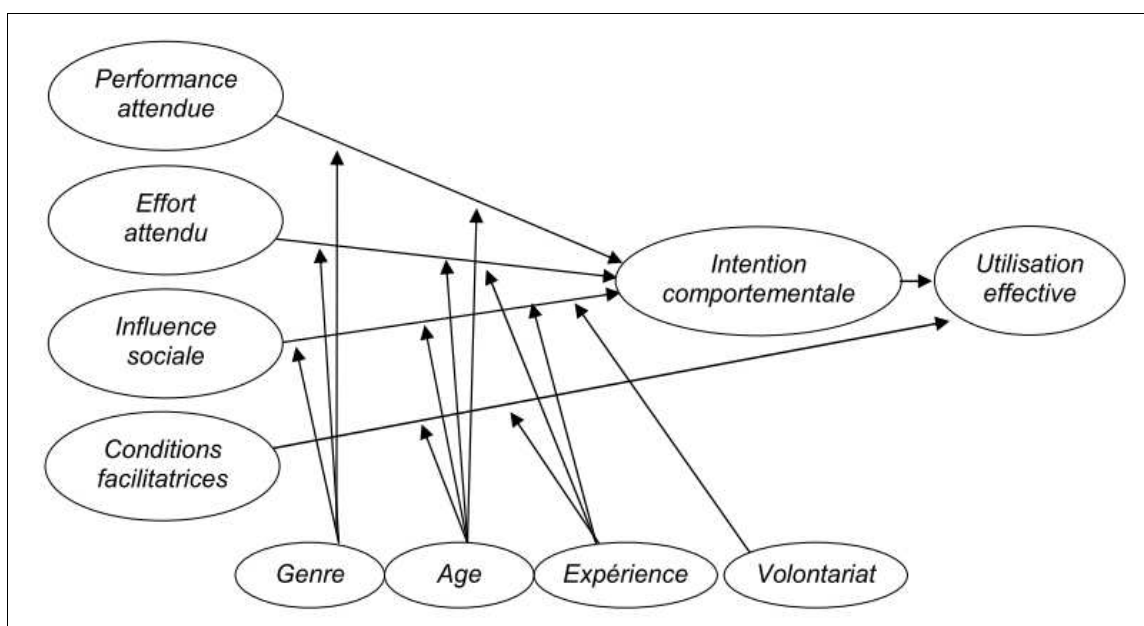 Performance
attendue
Effort
attendu
Influence
sociale
Conditions
facilitatrices
Intention
comportementale
Utilisation
effective
Genre
Age
Expérience
Volontariat